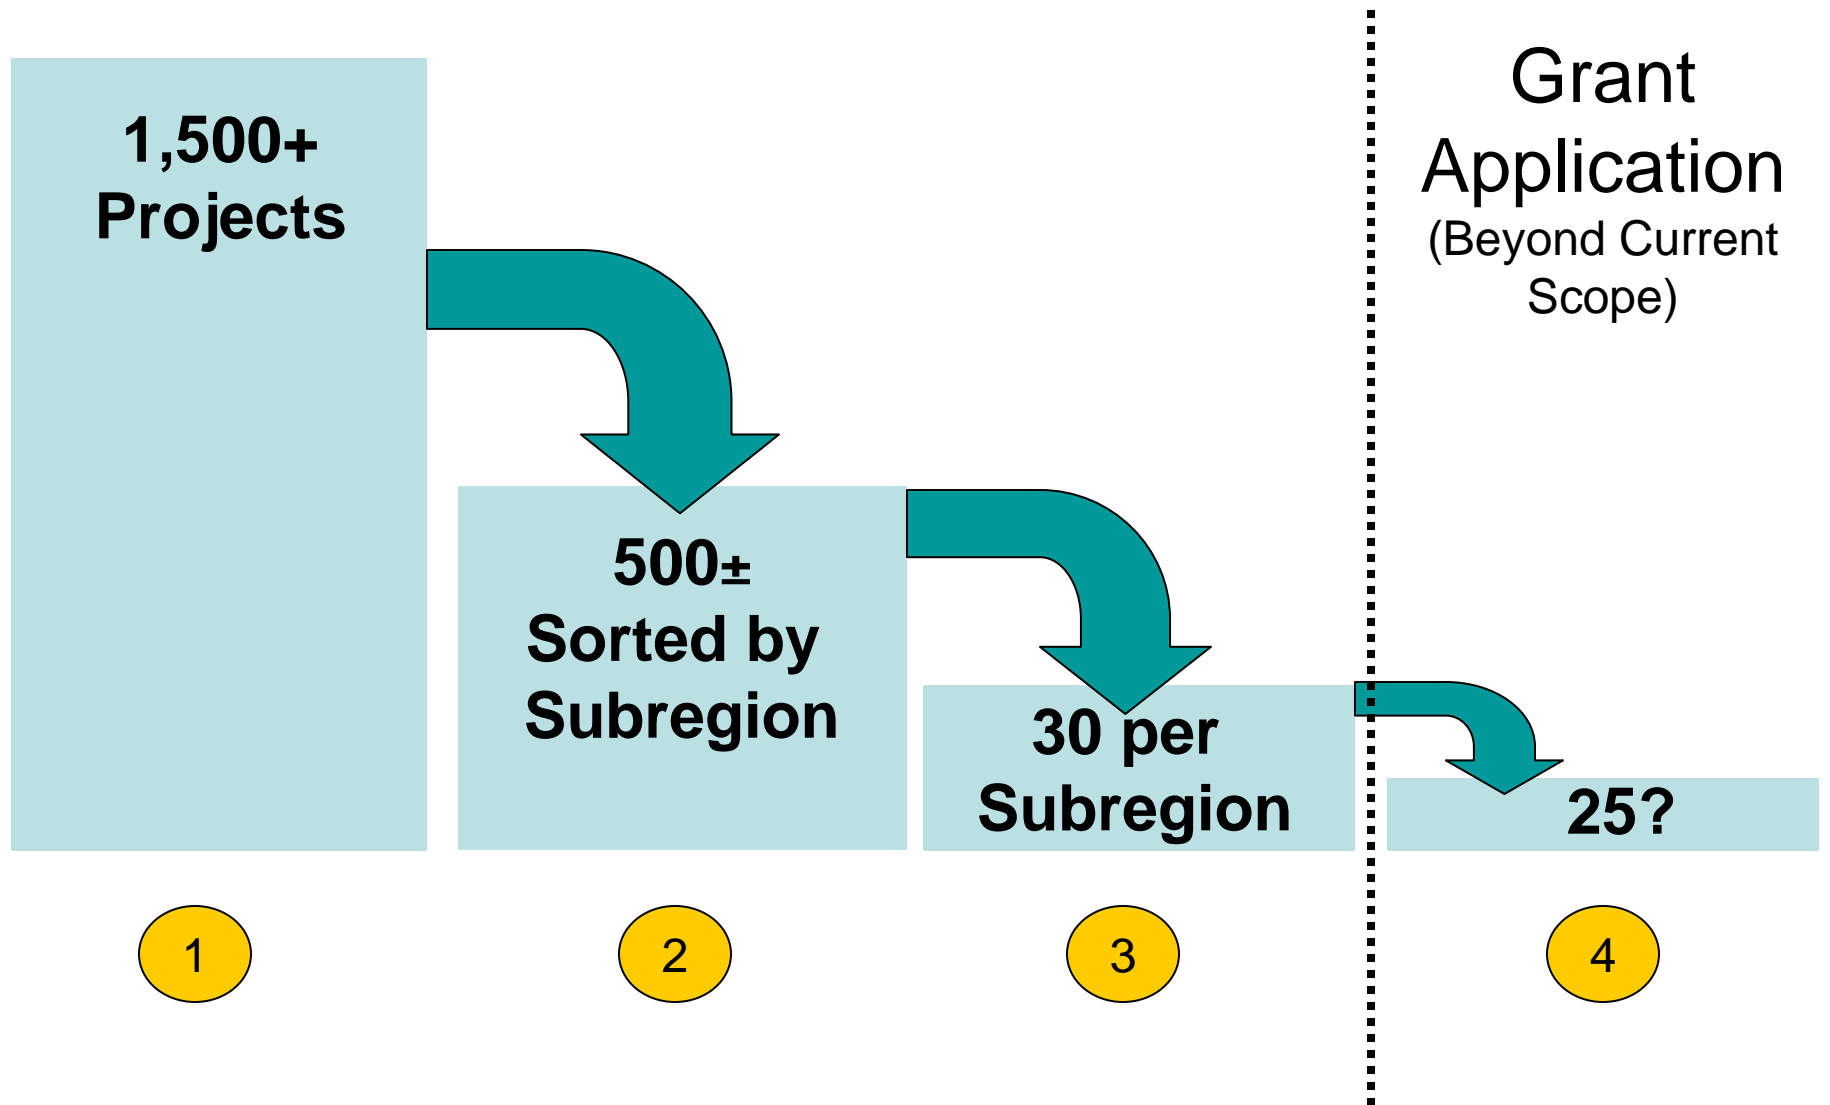 1,500+
Projects
500±
Sorted by
Subregion
30 per
Subregion
Grant
Application
(Beyond Current
Scope)
25?
1
2
3
4